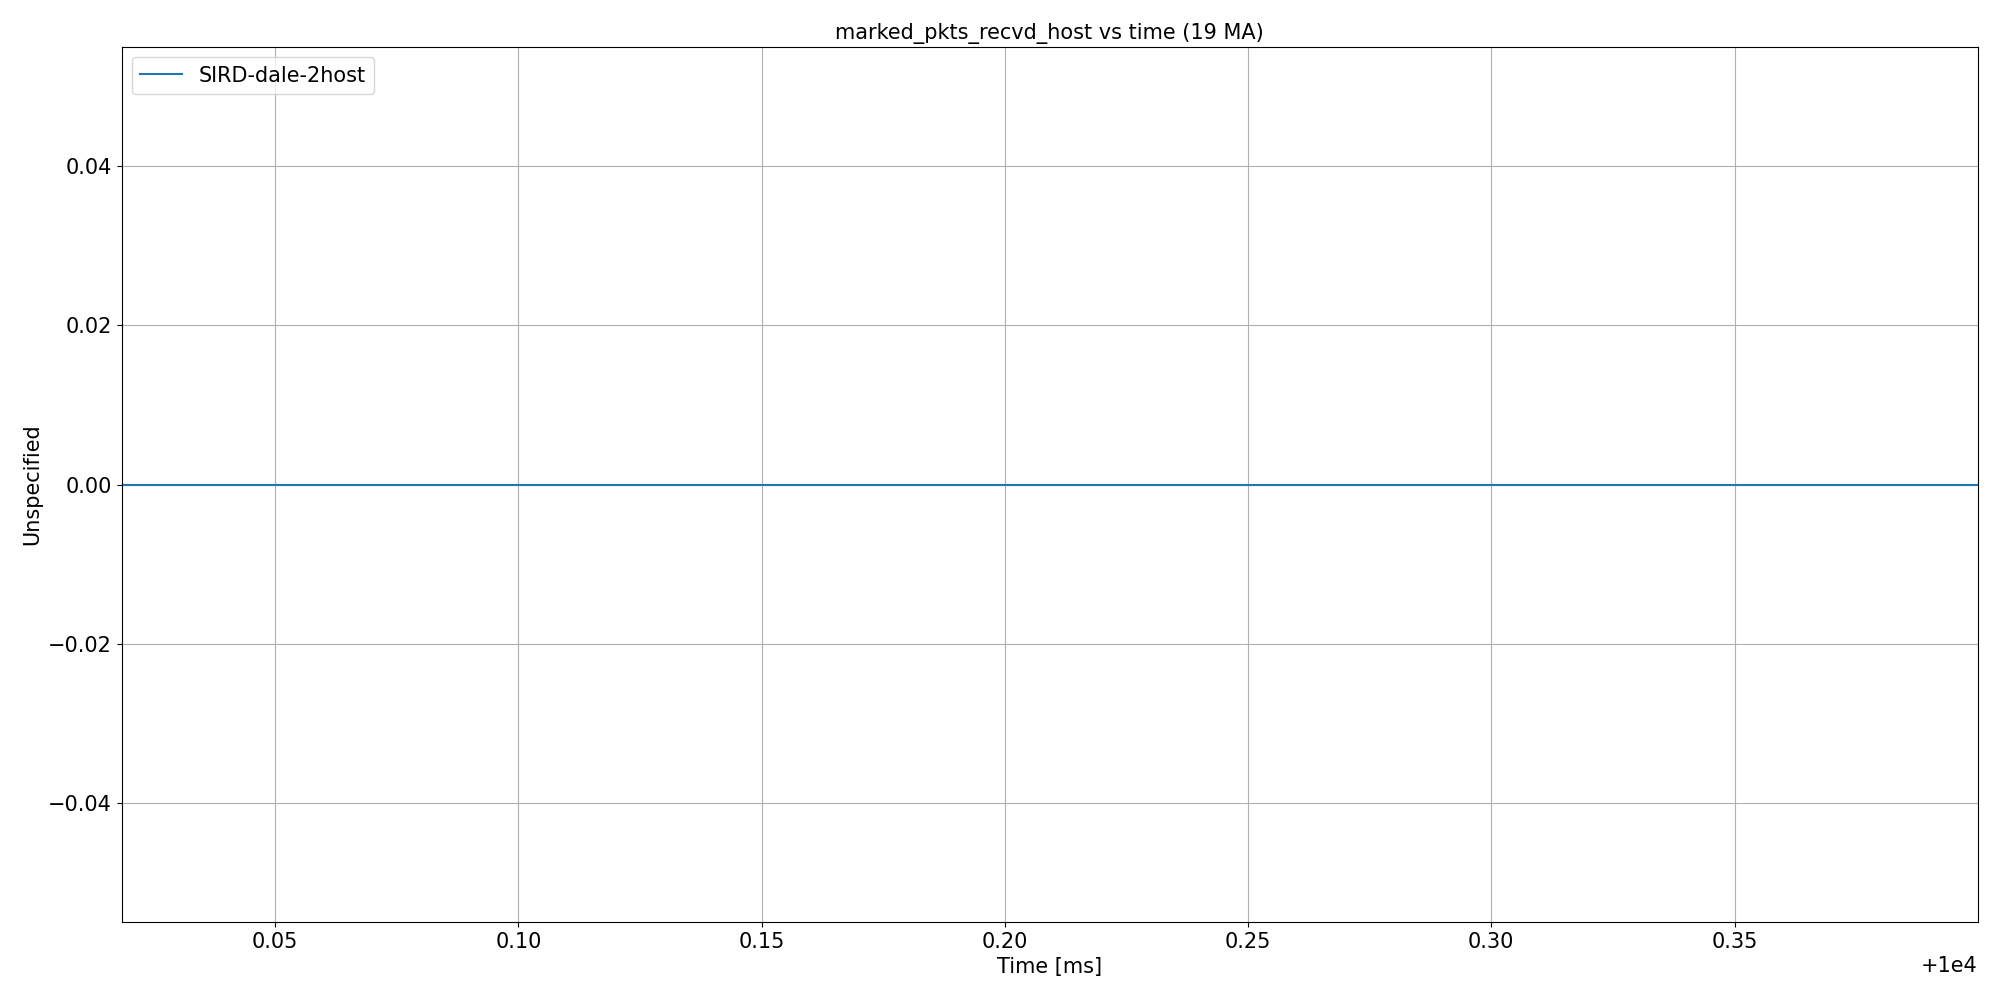 marked_pkts_recvd_host vs time (19 MA)
SIRD-dale-2host
0.04
0.02
0.00
−0.02
−0.04
Unspecified
0.05 0.10 0.15 0.20 0.25 0.30 0.35
Time [ms]
+1e4